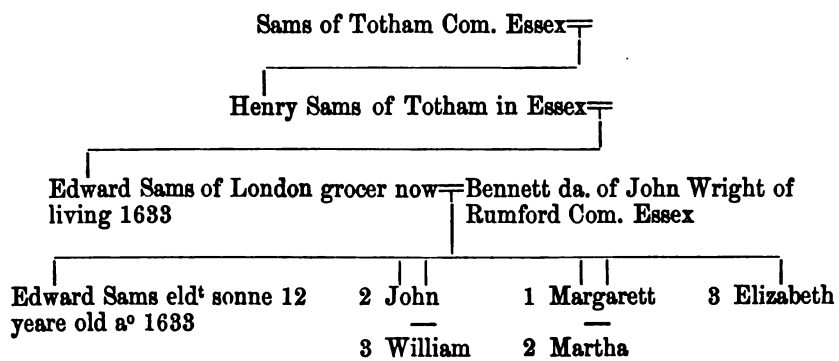 Sams of Totham Com. Essex
Henry Sams of Totham in Essex
Edward Sams of London grocer now
living 1633
Bennett da. of John Wright of
Rumford Com. Essex
Edward Sams eldᵗ sonne 12
yeare old aº 1633
2 John
3 William
1 Margarett
2 Martha
3 Elizabeth